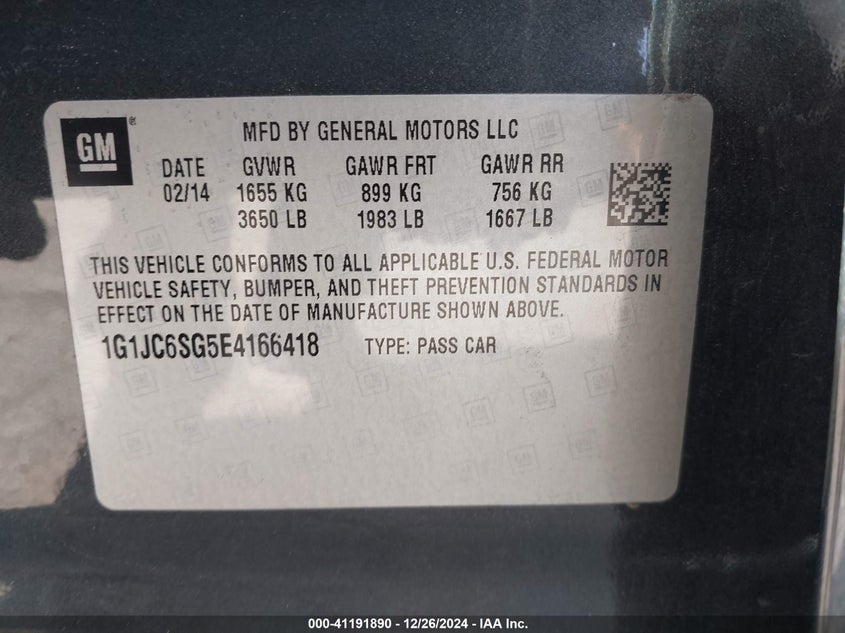 GM ®
MFD BY GENERAL MOTORS LLC
DATE GVWR GAWR FRT GAWR RR
02/14 1655 KG 899 KG 756 KG
3650 LB 1983 LB 1667 LB
THIS VEHICLE CONFORMS TO ALL APPLICABLE U.S. FEDERAL MOTOR
VEHICLE SAFETY, BUMPER, AND THEFT PREVENTION STANDARDS IN
EFFECT ON THE DATE OF MANUFACTURE SHOWN ABOVE.
1G1JC6SG5E4166418 TYPE: PASS CAR
000-41191890 - 12/26/2024 - IAA Inc.